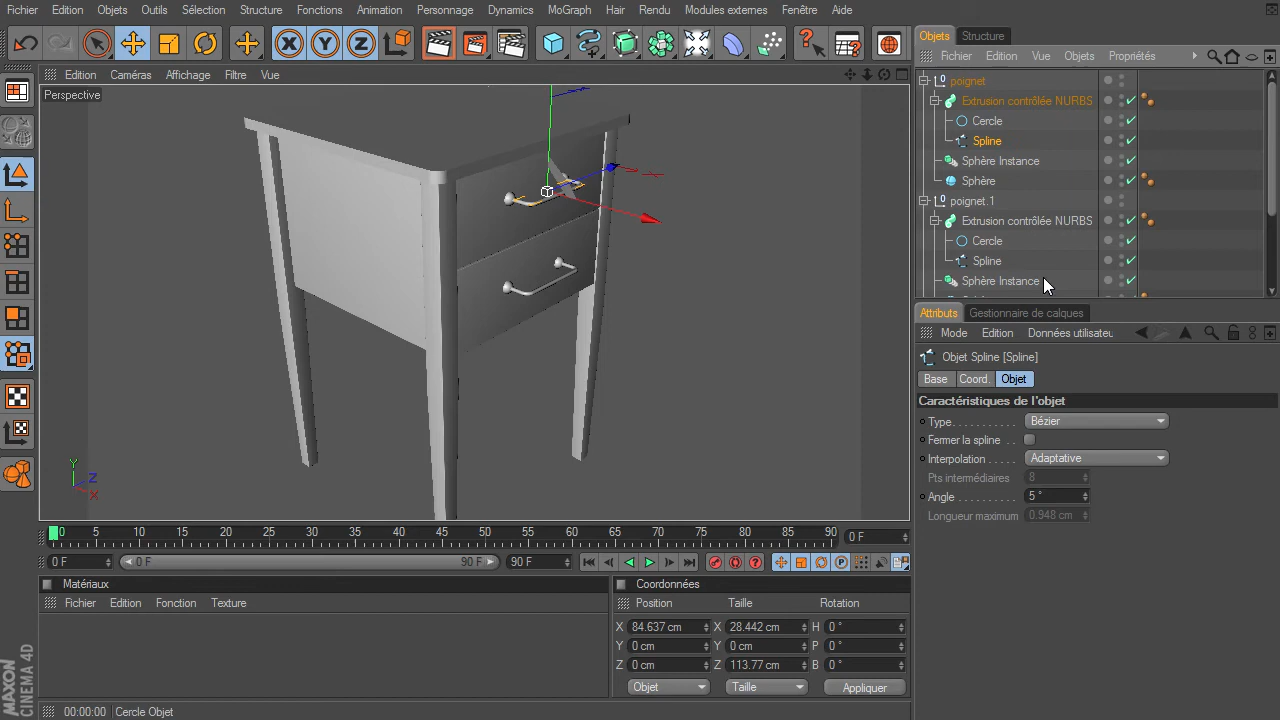 Fichier Edition Objets Outils Sélection Structure Fonctions Animation Personnage Dynamics MoGraph Hair Rendu Modules externes Fenêtre Aide
Objets Structure
Edition Caméras Affichage Filtre Vue
Fichier Edition Vue Objets Propriétés
Perspective
poignet
Extrusion contrôlée NURBS
Cercle
Spline
Sphère Instance
Sphère
poignet.1
Extrusion contrôlée NURBS
Cercle
Spline
Sphère Instance
Attributs Gestionnaire de calques
Mode Edition Données utilisateu
Objet Spline [Spline]
Base Coord. Objet
Caractéristiques de l'objet
Type Bézier
Fermer la spline
Interpolation Adaptative
Pts intermédiaires 8
Angle 5 °
Longueur maximum 0.948 cm
Y Z X
0 5 10 15 20 25 30 35 40 45 50 55 60 65 70 75 80 85 90 0 F
0 F 0 F 90 F 90 F
Matériaux
Fichier Edition Fonction Texture
Coordonnées
Position Taille Rotation
X 84.637 cm X 28.442 cm H 0 °
Y 0 cm Y 0 cm P 0 °
Z 0 cm Z 113.77 cm B 0 °
Objet Taille Appliquer
MAXON CINEMA 4D
00:00:00 Cercle Objet